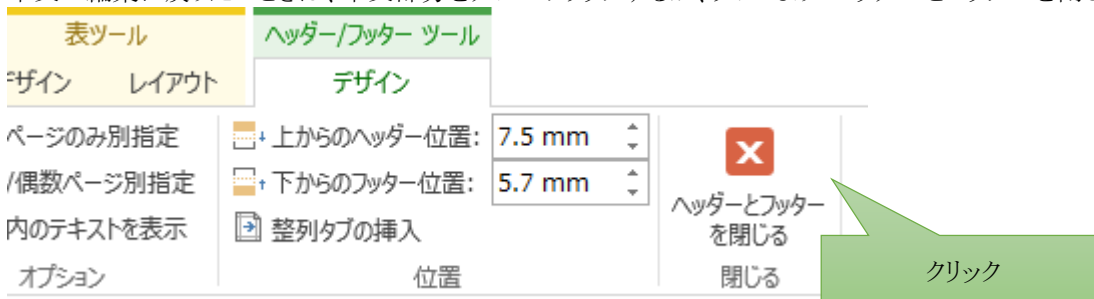 表ツール ヘッダー/フッター ツール
デザイン レイアウト デザイン
ページのみ別指定 上からのヘッダー位置: 7.5 mm
/偶数ページ別指定 下からのフッター位置: 5.7 mm
内のテキストを表示 整列タブの挿入
ヘッダーとフッター
を閉じる
オプション 位置 閉じる
クリック